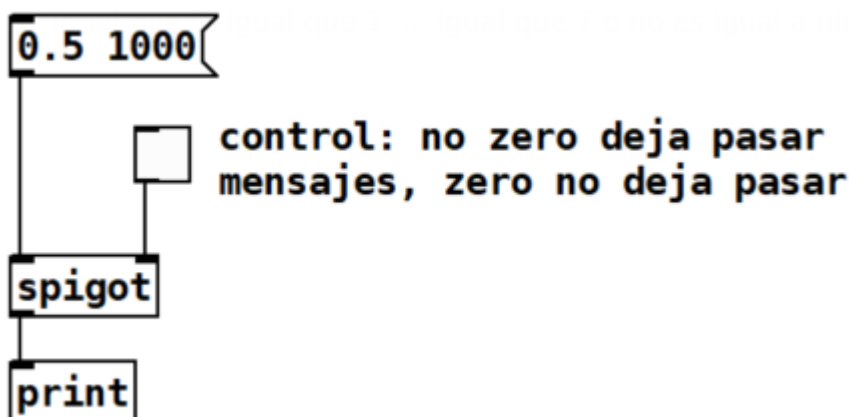 0.5 1000
control: no zero deja pasar
mensajes, zero no deja pasar
spigot
print